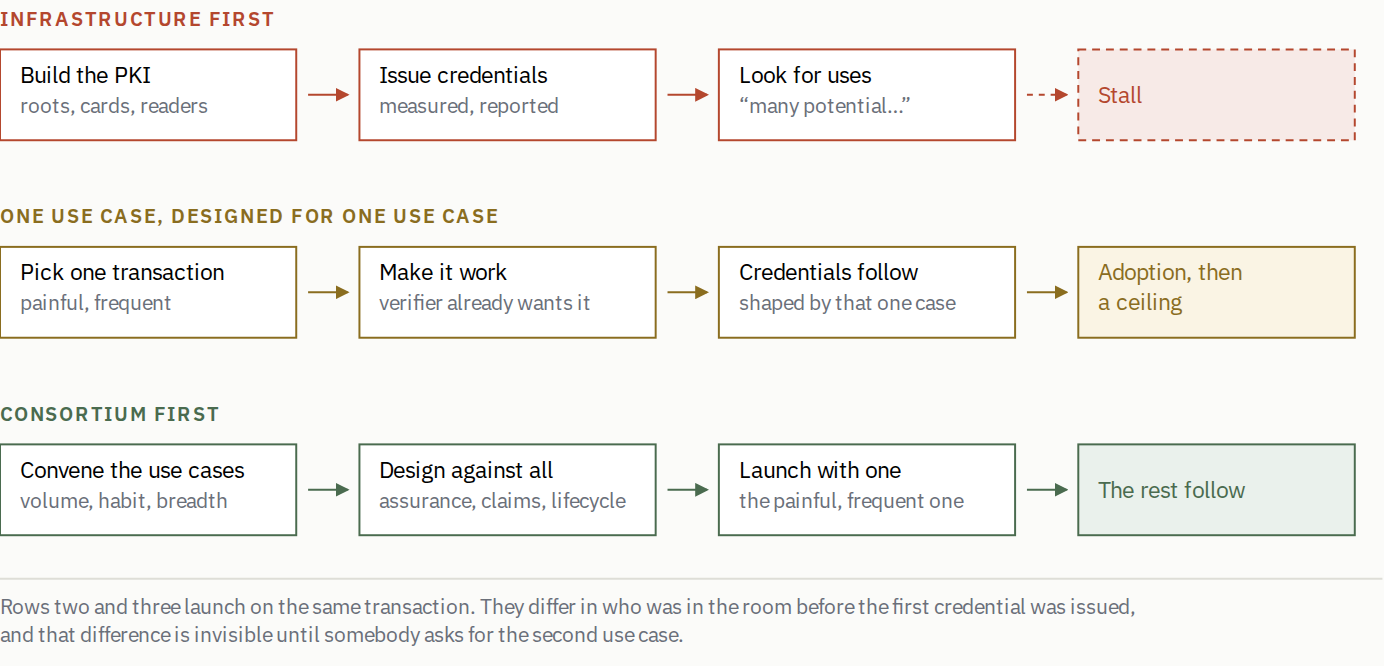 INFRASTRUCTURE FIRST
Build the PKI
roots, cards, readers
Issue credentials
measured, reported
Look for uses
“many potential...”
Stall
ONE USE CASE, DESIGNED FOR ONE USE CASE
Pick one transaction
painful, frequent
Make it work
verifier already wants it
Credentials follow
shaped by that one case
Adoption, then
a ceiling
CONSORTIUM FIRST
Convene the use cases
volume, habit, breadth
Design against all
assurance, claims, lifecycle
Launch with one
the painful, frequent one
The rest follow
Rows two and three launch on the same transaction. They differ in who was in the room before the first credential was issued,
and that difference is invisible until somebody asks for the second use case.